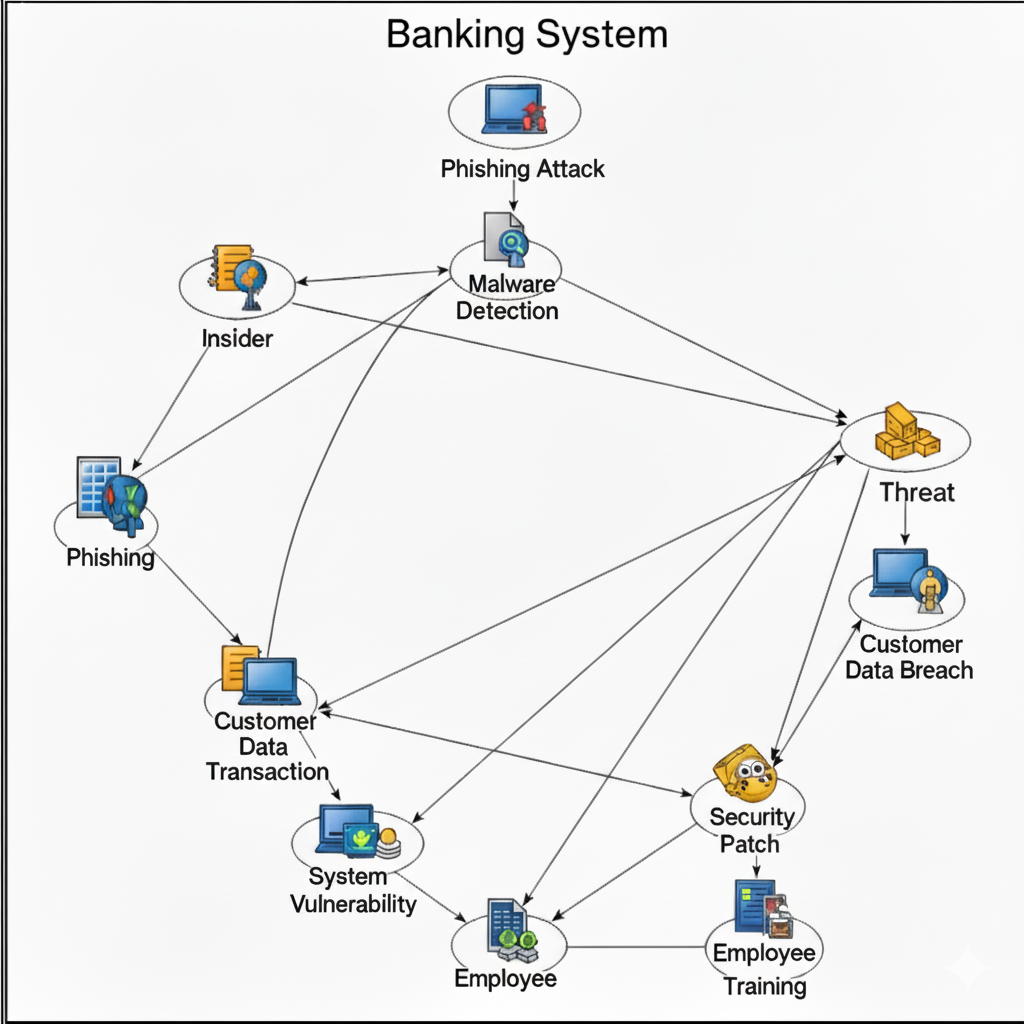 Banking System
Phishing Attack
Malware
Detection
Insider
Threat
Phishing
Customer
Data Breach
Customer
Data
Transaction
Security
Patch
System
Vulnerability
Employee
Training
Employee